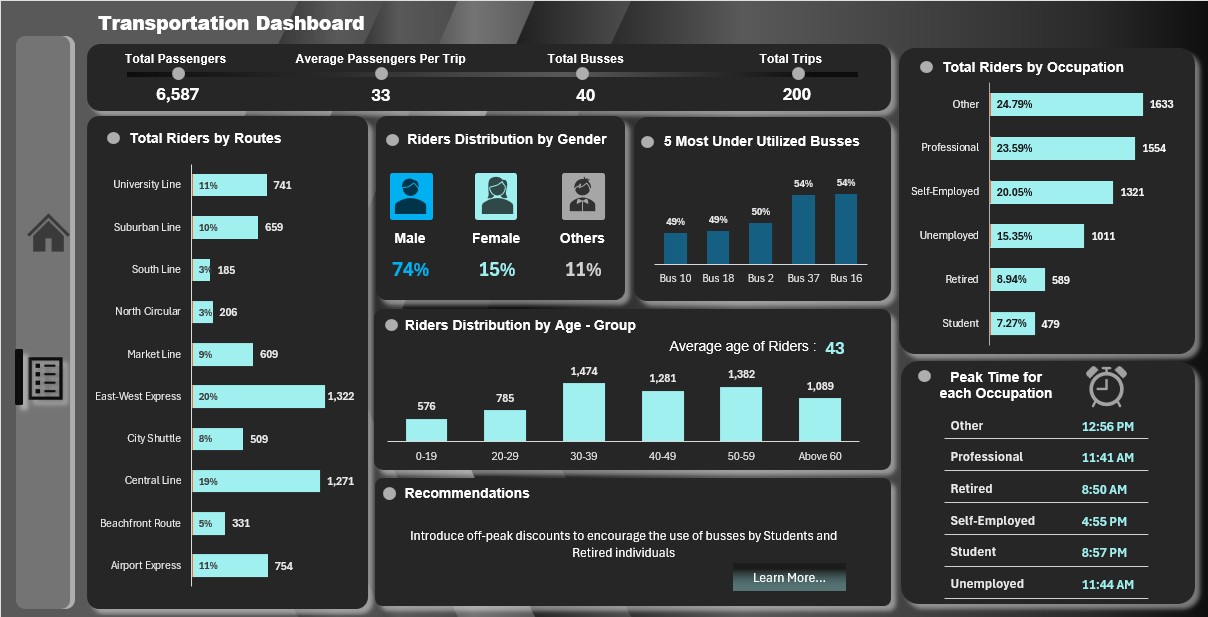 Transportation Dashboard
Total Passengers
6,587
Average Passengers Per Trip
33
Total Busses
40
Total Trips
200
Total Riders by Routes
University Line 11% 741
Suburban Line 10% 659
South Line 3% 185
North Circular 3% 206
Market Line 9% 609
East-West Express 20% 1,322
City Shuttle 8% 509
Central Line 19% 1,271
Beachfront Route 5% 331
Airport Express 11% 754
Riders Distribution by Gender
Male Female Others
74% 15% 11%
5 Most Under Utilized Busses
49% 49% 50% 54% 54%
Bus 10 Bus 18 Bus 2 Bus 37 Bus 16
Riders Distribution by Age - Group
Average age of Riders : 43
576 785 1,474 1,281 1,382 1,089
0-19 20-29 30-39 40-49 50-59 Above 60
Recommendations
Introduce off-peak discounts to encourage the use of busses by Students and
Retired individuals
Learn More...
Total Riders by Occupation
Other 24.79% 1633
Professional 23.59% 1554
Self-Employed 20.05% 1321
Unemployed 15.35% 1011
Retired 8.94% 589
Student 7.27% 479
Peak Time for
each Occupation
Other 12:56 PM
Professional 11:41 AM
Retired 8:50 AM
Self-Employed 4:55 PM
Student 8:57 PM
Unemployed 11:44 AM